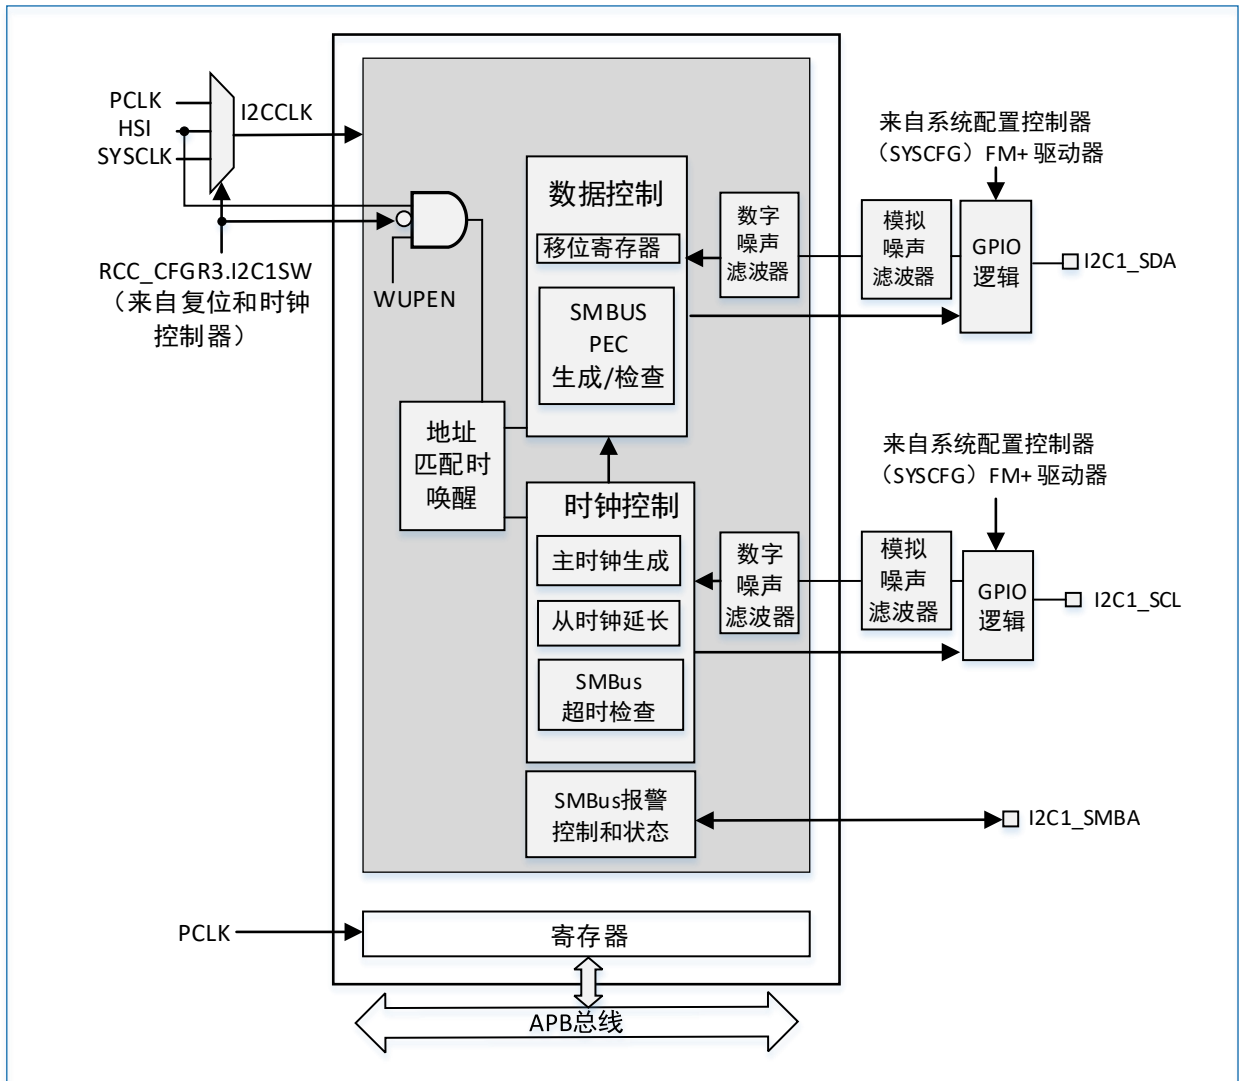 PCLK
HSI
SYSCLK
I2CCLK
RCC_CFGR3.I2C1SW
（来自复位和时钟
控制器）
WUPEN
数据控制
移位寄存器
SMBUS
PEC
生成/检查
数字
噪声
滤波器
模拟
噪声
滤波器
来自系统配置控制器
（SYSCFG）FM+ 驱动器
GPIO
逻辑
I2C1_SDA
地址
匹配时
唤醒
时钟控制
主时钟生成
从时钟延长
SMBus
超时检查
数字
噪声
滤波器
模拟
噪声
滤波器
来自系统配置控制器
（SYSCFG）FM+ 驱动器
GPIO
逻辑
I2C1_SCL
SMBus报警
控制和状态
I2C1_SMBA
PCLK
寄存器
APB总线